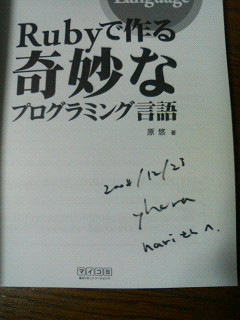 Language
Rubyで作る
奇妙な
プログラミング言語
原 悠 著
2008/12/23
yhara
マイコミ